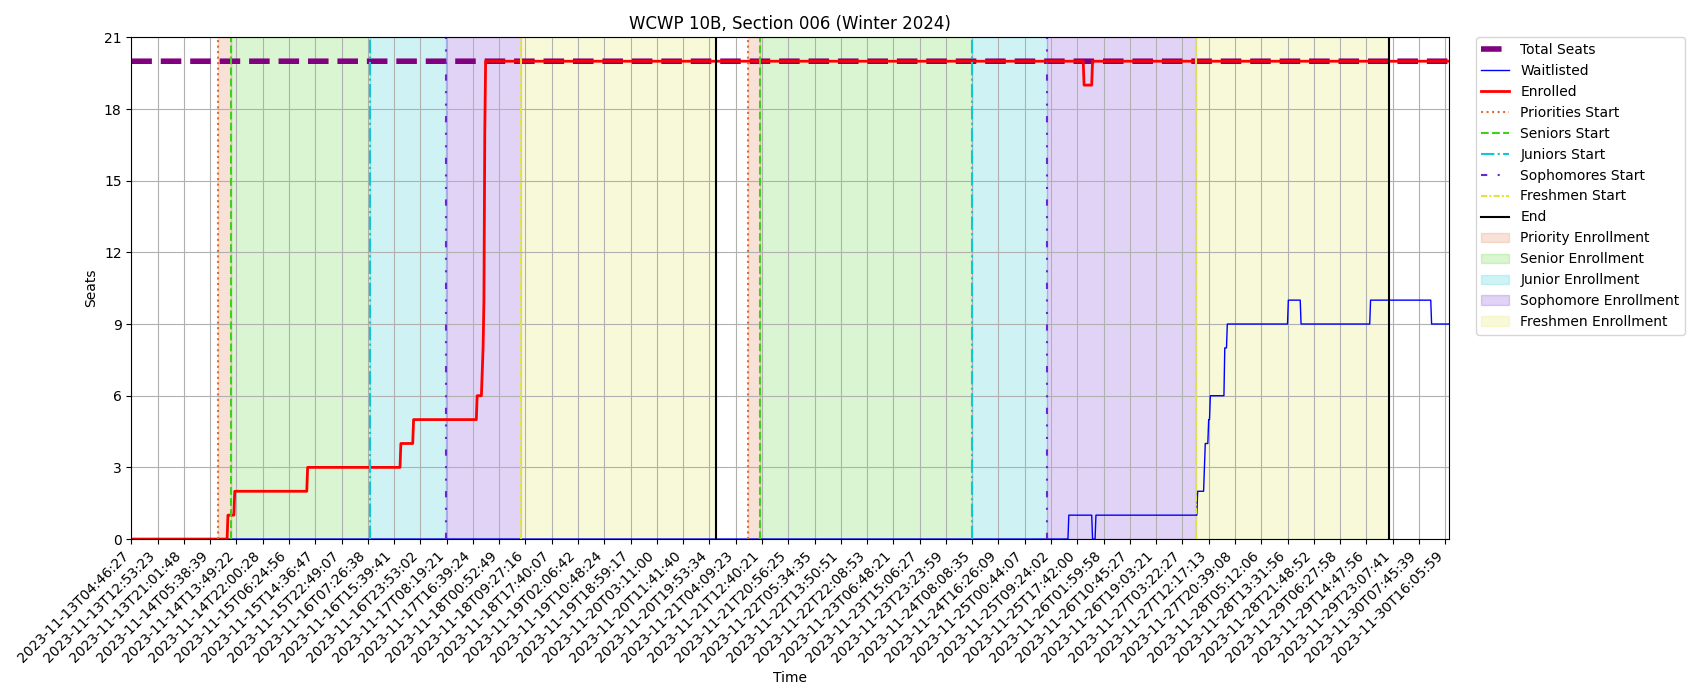 WCWP 10B, Section 006 (Winter 2024)
Seats
21
18
15
12
9
6
3
0
2023-11-13T04:46:27
2023-11-13T12:53:23
2023-11-13T21:01:48
2023-11-14T05:38:39
2023-11-14T13:49:22
2023-11-14T22:00:28
2023-11-15T06:24:56
2023-11-15T14:36:47
2023-11-15T22:49:07
2023-11-16T07:26:38
2023-11-16T15:39:41
2023-11-16T23:53:02
2023-11-17T08:19:21
2023-11-17T16:39:24
2023-11-18T00:52:49
2023-11-18T09:27:16
2023-11-18T17:40:07
2023-11-19T02:06:42
2023-11-19T10:48:24
2023-11-19T18:59:17
2023-11-20T03:11:00
2023-11-20T11:41:40
2023-11-20T19:53:34
2023-11-21T04:09:23
2023-11-21T12:40:21
2023-11-21T20:56:25
2023-11-22T05:34:35
2023-11-22T13:50:51
2023-11-22T22:08:53
2023-11-23T06:48:21
2023-11-23T15:06:27
2023-11-23T23:23:59
2023-11-24T08:08:35
2023-11-24T16:26:09
2023-11-25T00:44:07
2023-11-25T09:24:02
2023-11-25T17:42:00
2023-11-26T01:59:58
2023-11-26T10:45:27
2023-11-26T19:03:21
2023-11-27T03:22:27
2023-11-27T12:17:13
2023-11-27T20:39:08
2023-11-28T05:12:06
2023-11-28T13:31:56
2023-11-28T21:48:52
2023-11-29T06:27:58
2023-11-29T14:47:56
2023-11-29T23:07:41
2023-11-30T07:45:39
2023-11-30T16:05:59
Time
Total Seats
Waitlisted
Enrolled
Priorities Start
Seniors Start
Juniors Start
Sophomores Start
Freshmen Start
End
Priority Enrollment
Senior Enrollment
Junior Enrollment
Sophomore Enrollment
Freshmen Enrollment